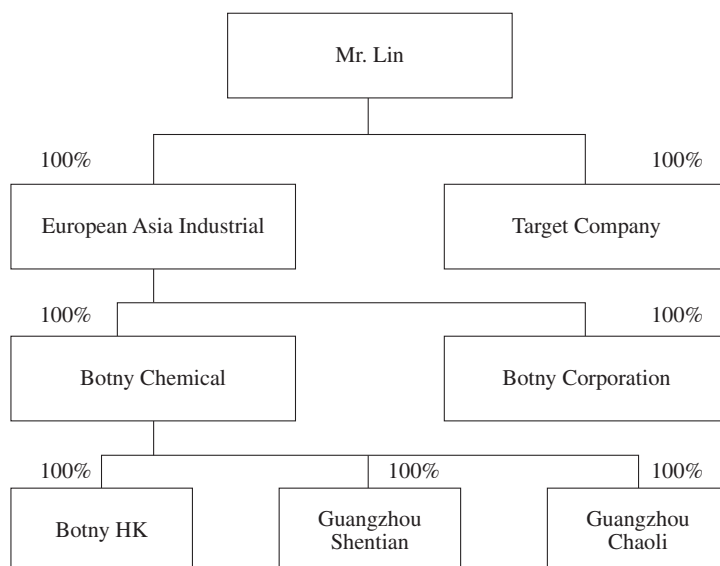 Mr. Lin
100%
100%
European Asia Industrial
Target Company
100%
100%
Botny Chemical
Botny Corporation
100%
100%
100%
Botny HK
Guangzhou
Shentian
Guangzhou
Chaoli